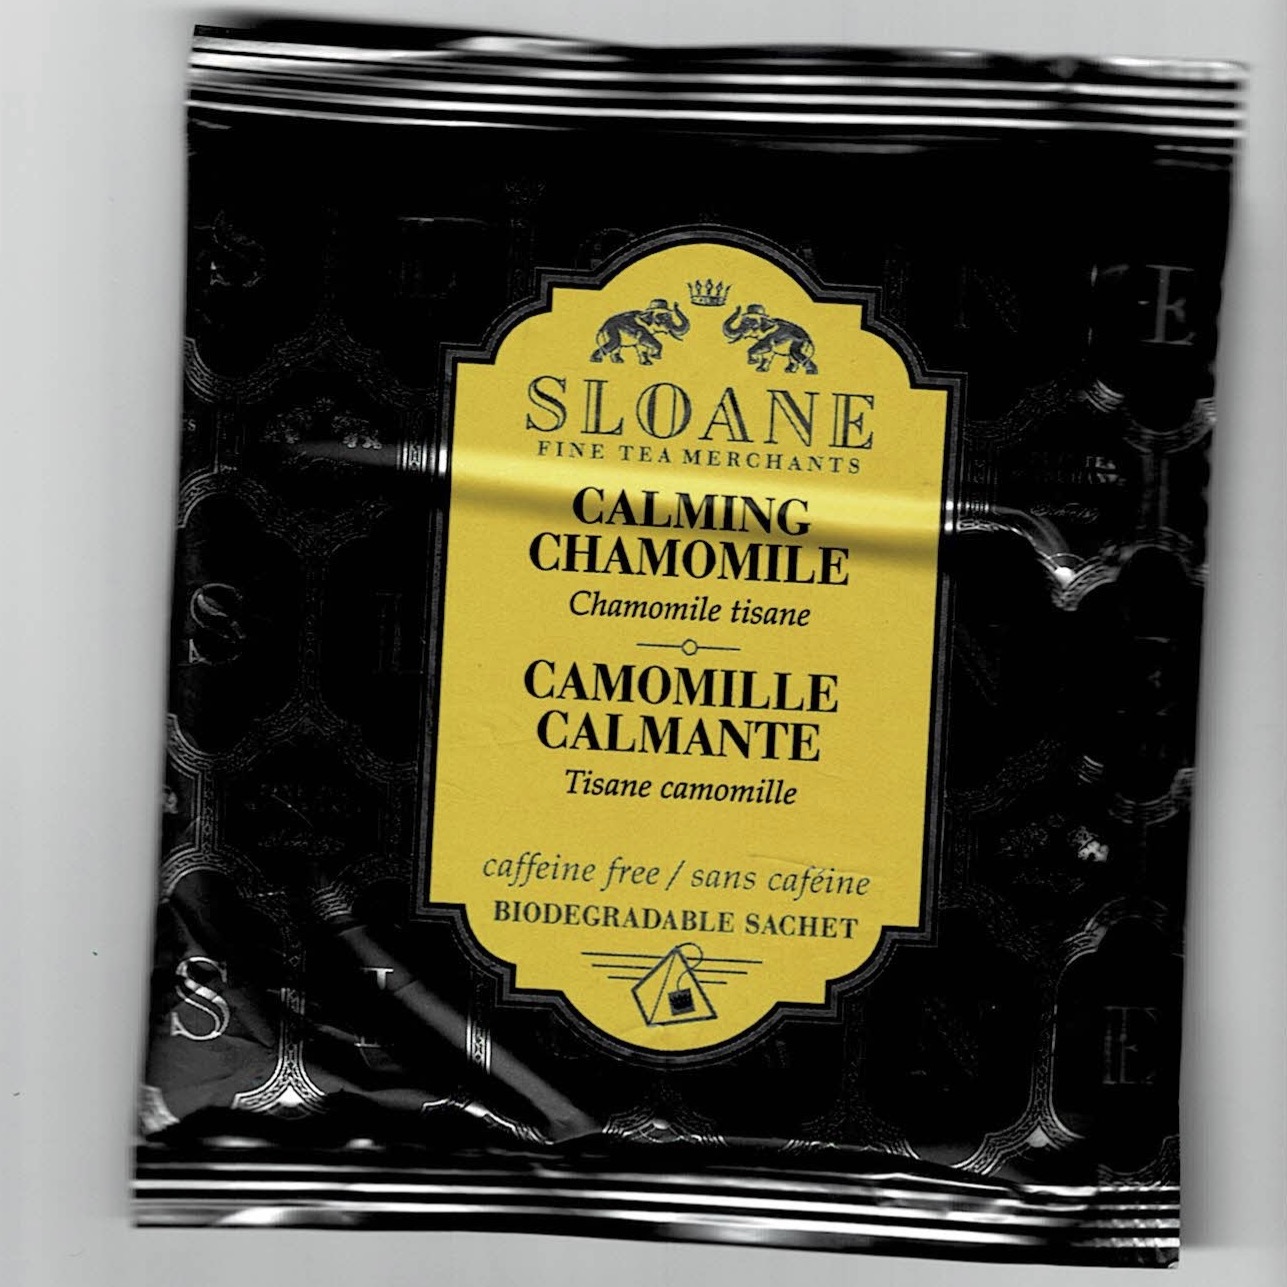 SLOANE
FINE TEA MERCHANTS
CALMING
CHAMOMILE
Chamomile tisane
CAMOMILLE
CALMANTE
Tisane camomille
caffeine free / sans caféine
BIODEGRADABLE SACHET